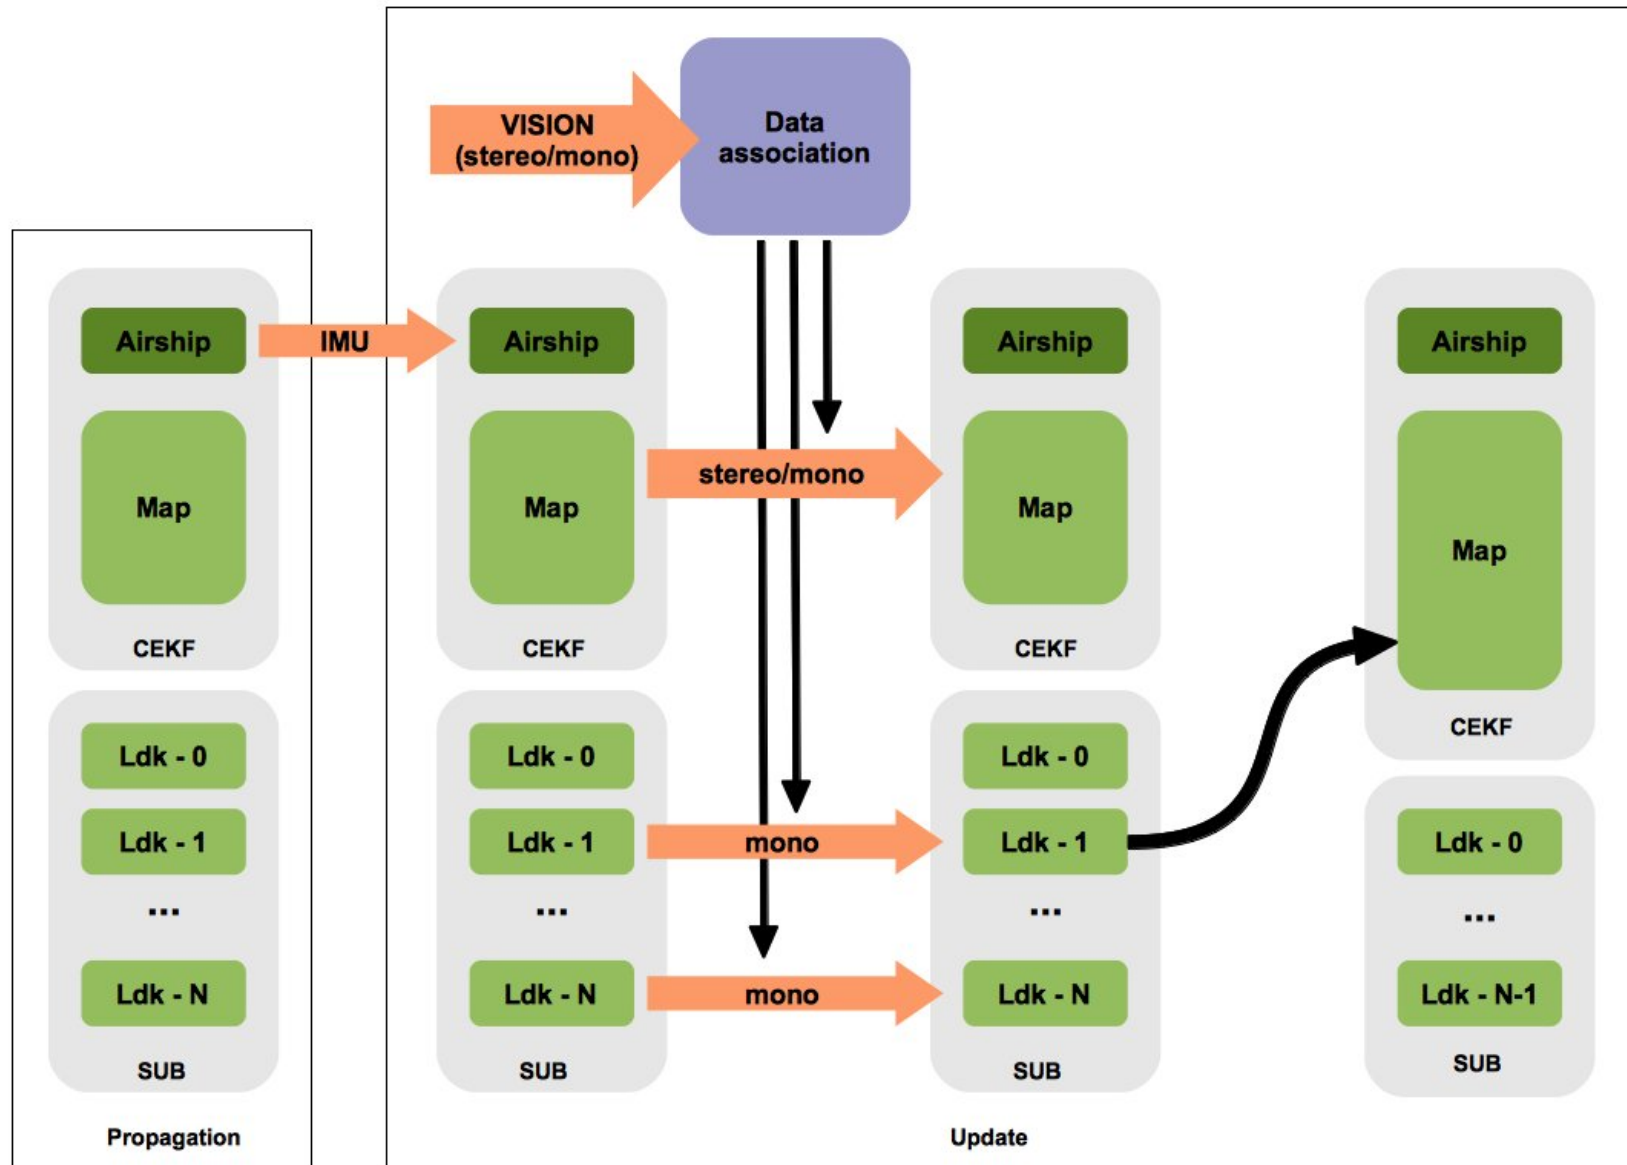 VISION
(stereo/mono)
Data
association
Airship
IMU
Airship
Airship
Airship
Map
Map
stereo/mono
Map
Map
CEKF
CEKF
CEKF
CEKF
Ldk - 0
Ldk - 0
Ldk - 0
Ldk - 1
Ldk - 1
mono
Ldk - 1
Ldk - 0
...
...
...
...
Ldk - N
Ldk - N
mono
Ldk - N
Ldk - N-1
SUB
SUB
SUB
SUB
Propagation
Update